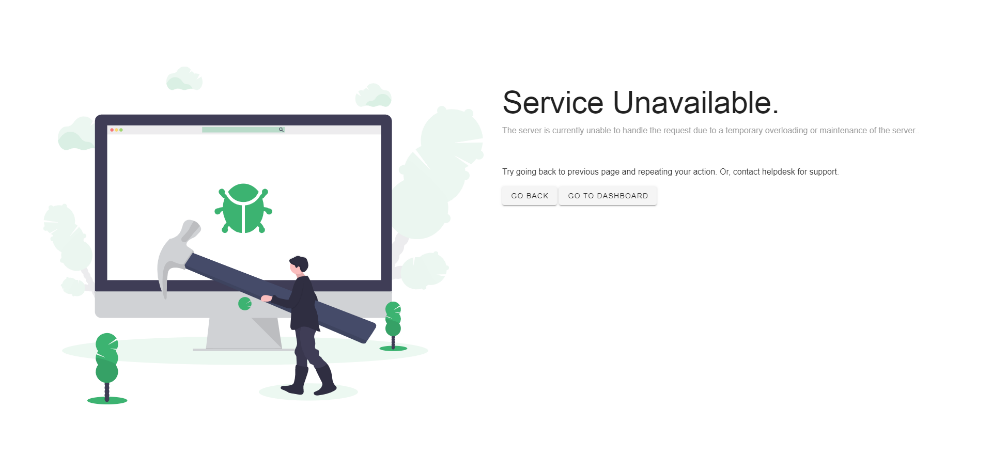 Service Unavailable.
The server is currently unable to handle the request due to a temporary overloading or maintenance of the server
Try going back to previous page and repeating your action. Or, contact helpdesk for support.
GO BACK GO TO DASHBOARD